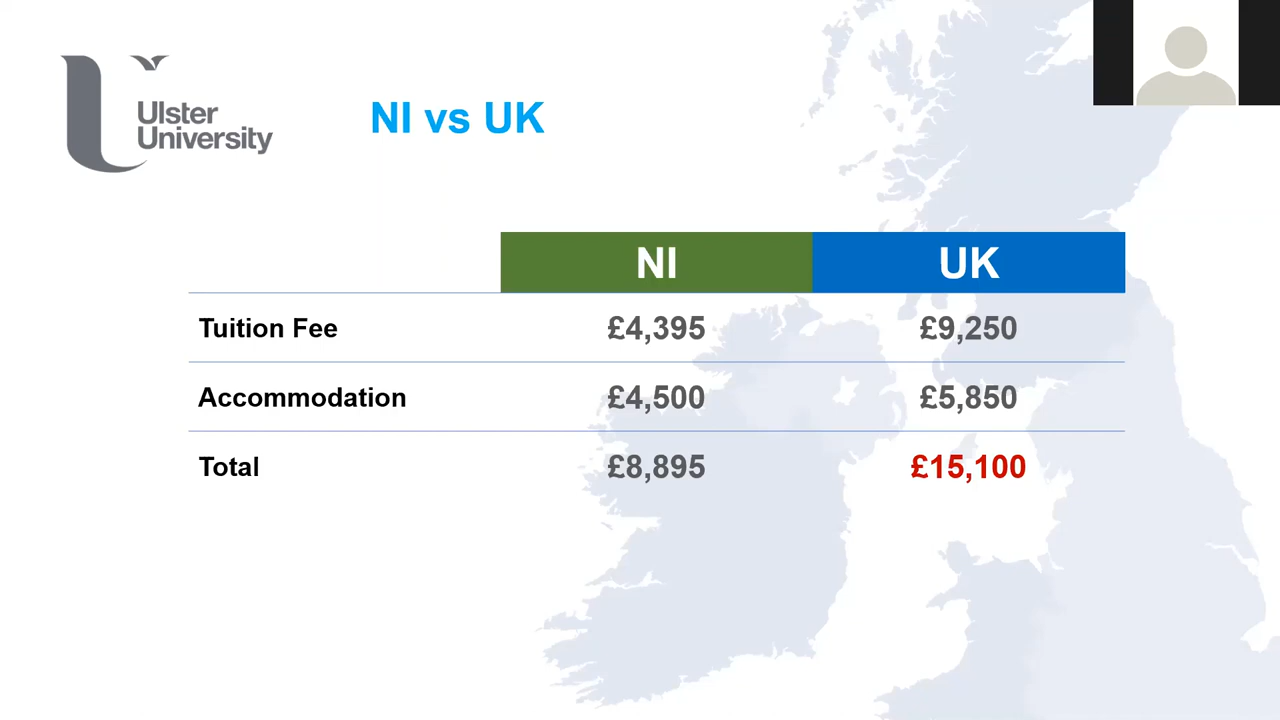 Ulster
University
NI vs UK
NI UK
Tuition Fee £4,395 £9,250
Accommodation £4,500 £5,850
Total £8,895 £15,100